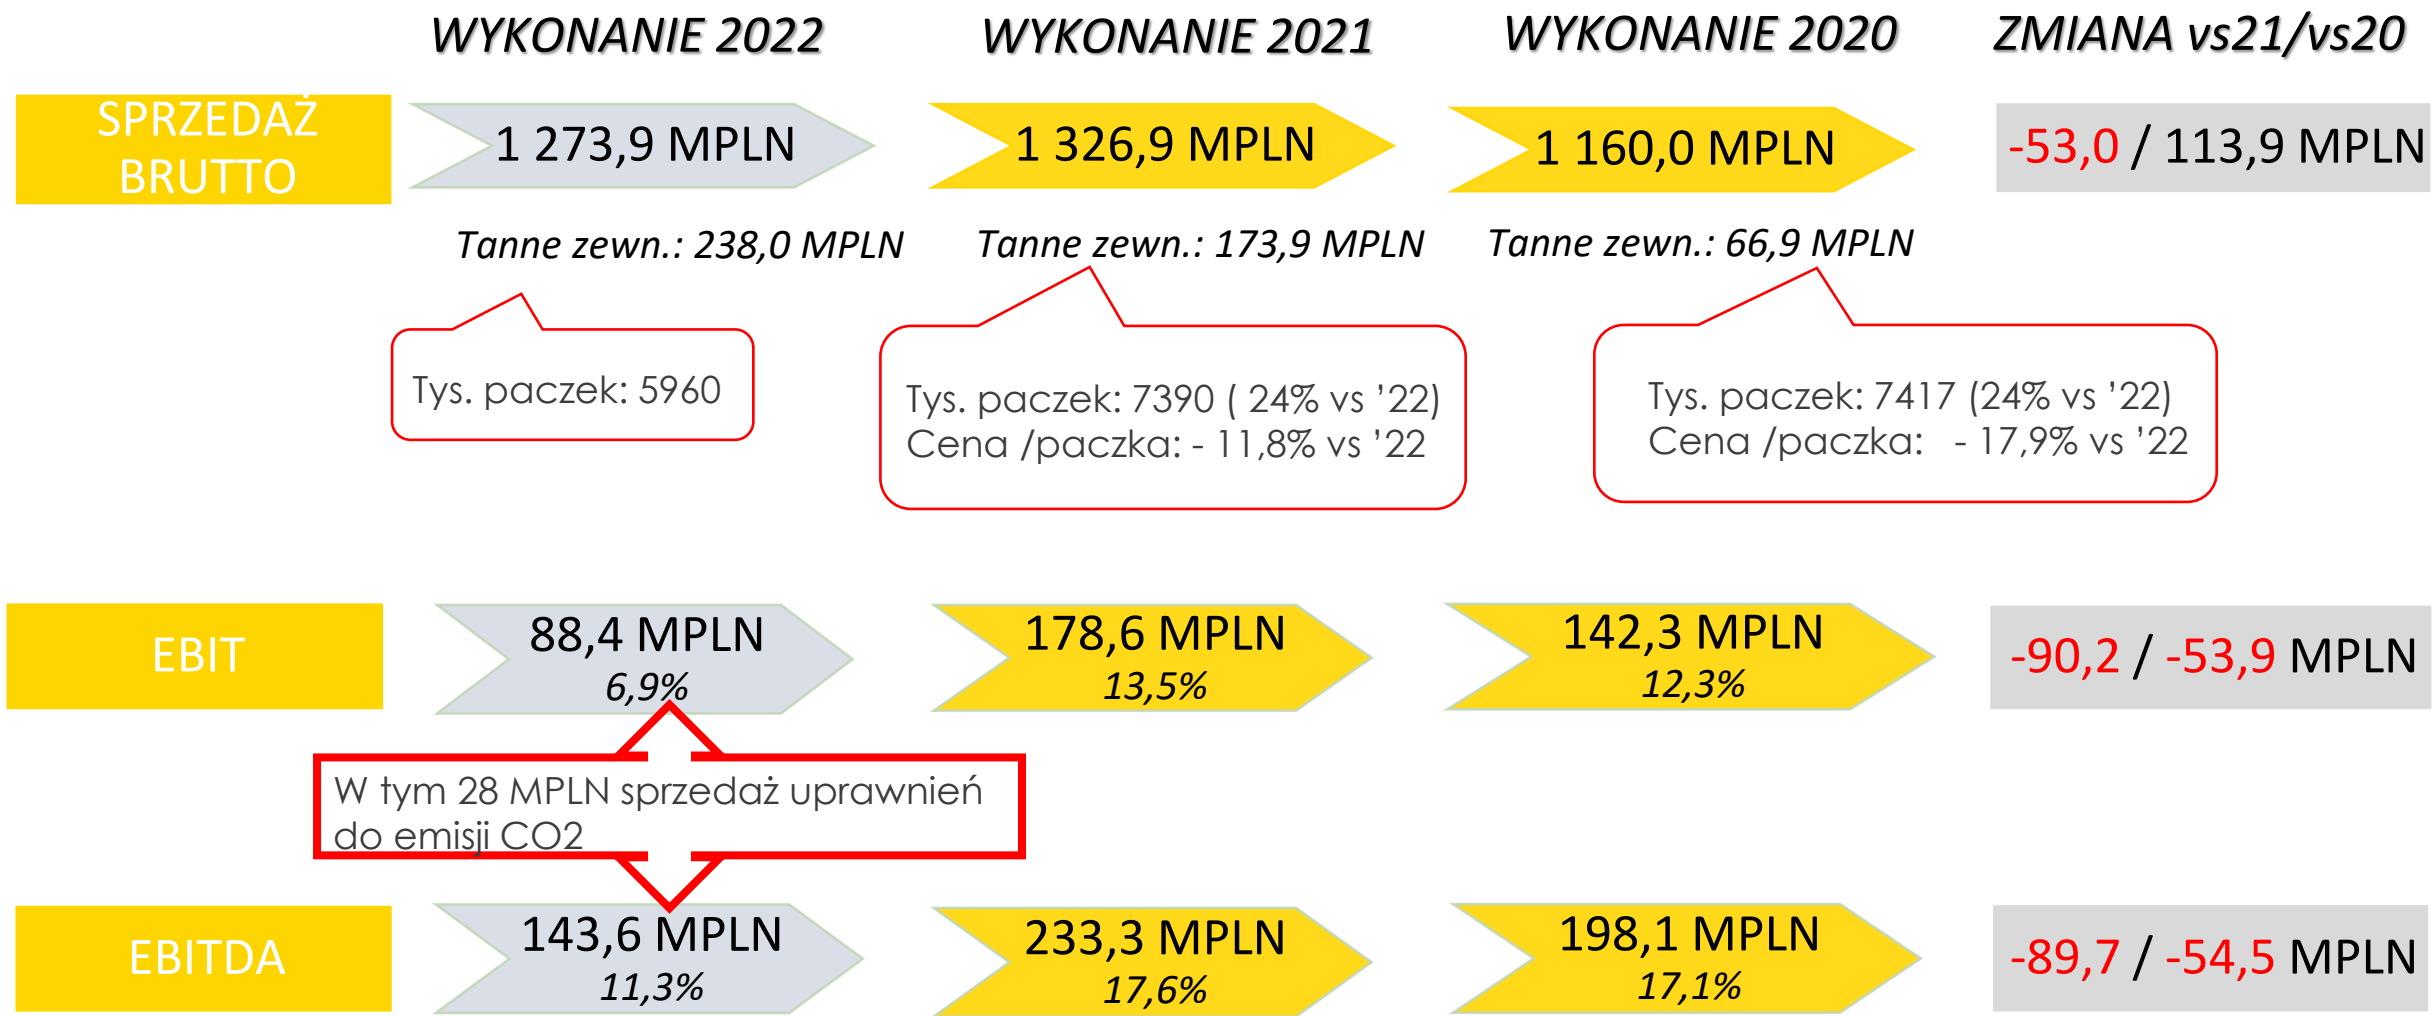 WYKONANIE 2022
WYKONANIE 2021
WYKONANIE 2020
ZMIANA vs21/vs20
SPRZEDAŻ
BRUTTO
1 273,9 MPLN
1 326,9 MPLN
1 160,0 MPLN
-53,0 / 113,9 MPLN
Tanne zewn.: 238,0 MPLN
Tanne zewn.: 173,9 MPLN
Tanne zewn.: 66,9 MPLN
Tys. paczek: 5960
Tys. paczek: 7390 ( 24% vs ’22)
Cena /paczka: - 11,8% vs ’22
Tys. paczek: 7417 (24% vs ’22)
Cena /paczka: - 17,9% vs ’22
EBIT
88,4 MPLN
6,9%
178,6 MPLN
13,5%
142,3 MPLN
12,3%
-90,2 / -53,9 MPLN
W tym 28 MPLN sprzedaż uprawnień
do emisji CO2
EBITDA
143,6 MPLN
11,3%
233,3 MPLN
17,6%
198,1 MPLN
17,1%
-89,7 / -54,5 MPLN